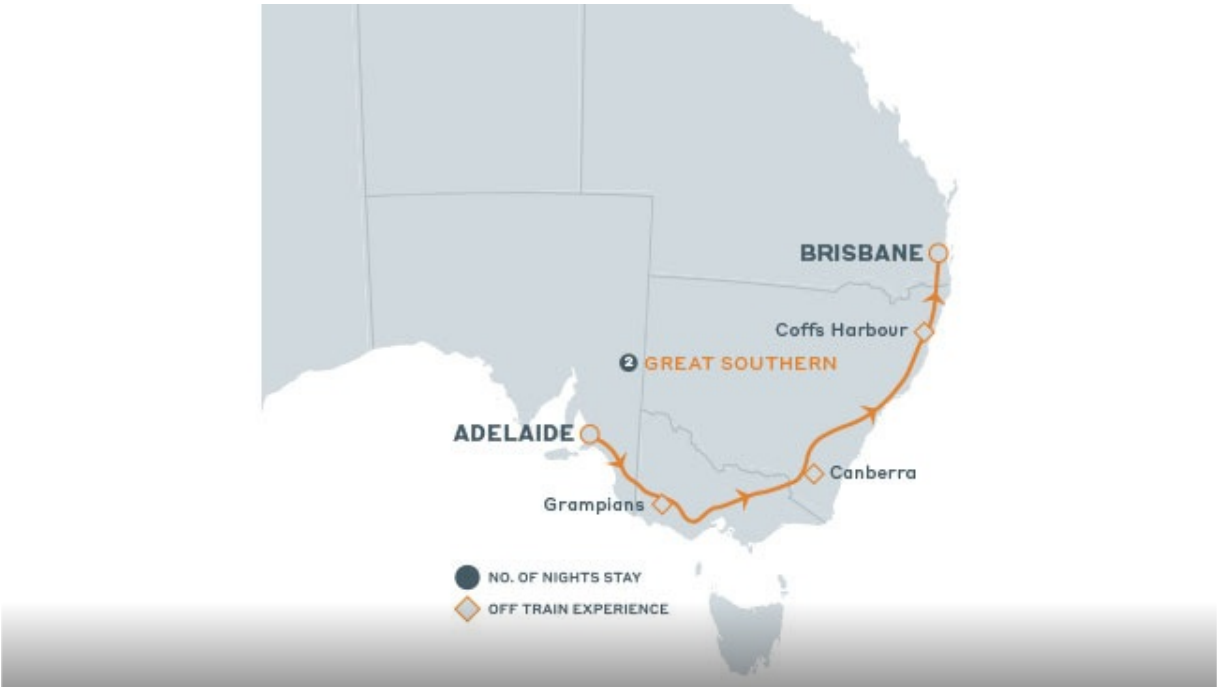 BRISBANE
Coffs Harbour
2 GREAT SOUTHERN
ADELAIDE
Canberra
Grampians
NO. OF NIGHTS STAY
OFF TRAIN EXPERIENCE